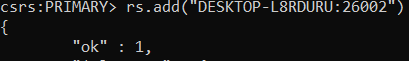 csrs:PRIMARY> rs.add("DESKTOP-L8RDURU:26002")
{
"ok" : 1,